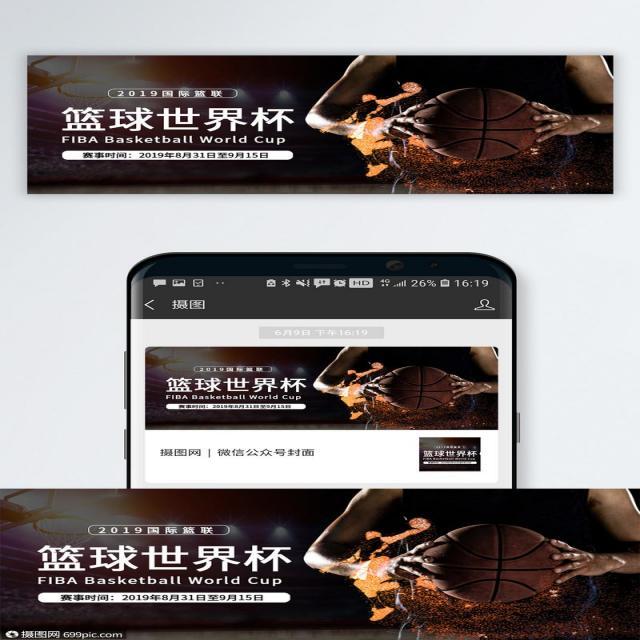 2019国际篮联
篮球世界杯
FIBA Basketball World Cup
赛事时间：2019年8月31日至9月15日
HD 26% 16:19
摄图
6月9日 下午16:19
2019国际篮联
篮球世界杯
FIBA Basketball World Cup
赛事时间：2019年8月31日至9月15日
摄图网 | 微信公众号封面
篮球世界杯
2019国际篮联
篮球世界杯
FIBA Basketball World Cup
赛事时间：2019年8月31日至9月15日
摄图网 699pic.com